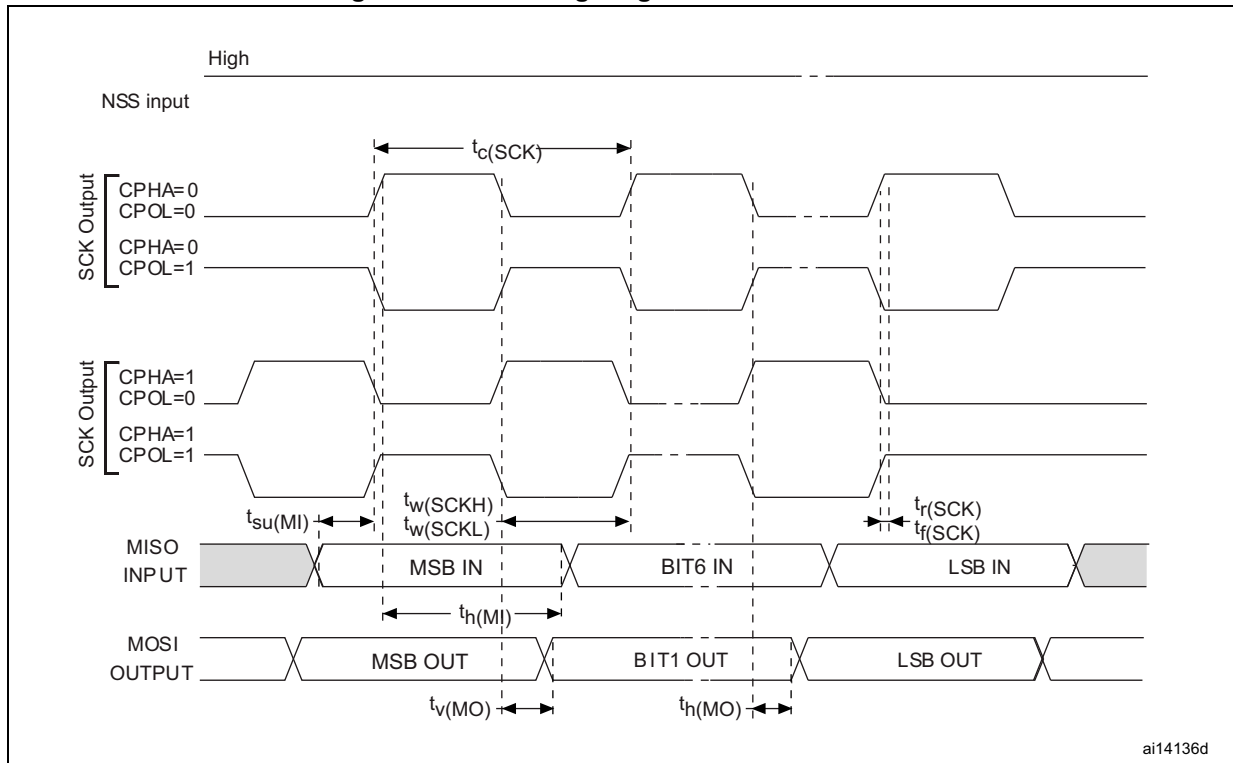 High
NSS input
tc(SCK)
SCK Output
CPHA=0
CPOL=0
CPHA=0
CPOL=1
SCK Output
CPHA=1
CPOL=0
CPHA=1
CPOL=1
tsu(MI)
tw(SCKH)
tw(SCKL)
tr(SCK)
tf(SCK)
MISO
INPUT
MSB IN
BIT6 IN
LSB IN
th(MI)
MOSI
OUTPUT
MSB OUT
BIT1 OUT
LSB OUT
tv(MO)
th(MO)
ai14136d